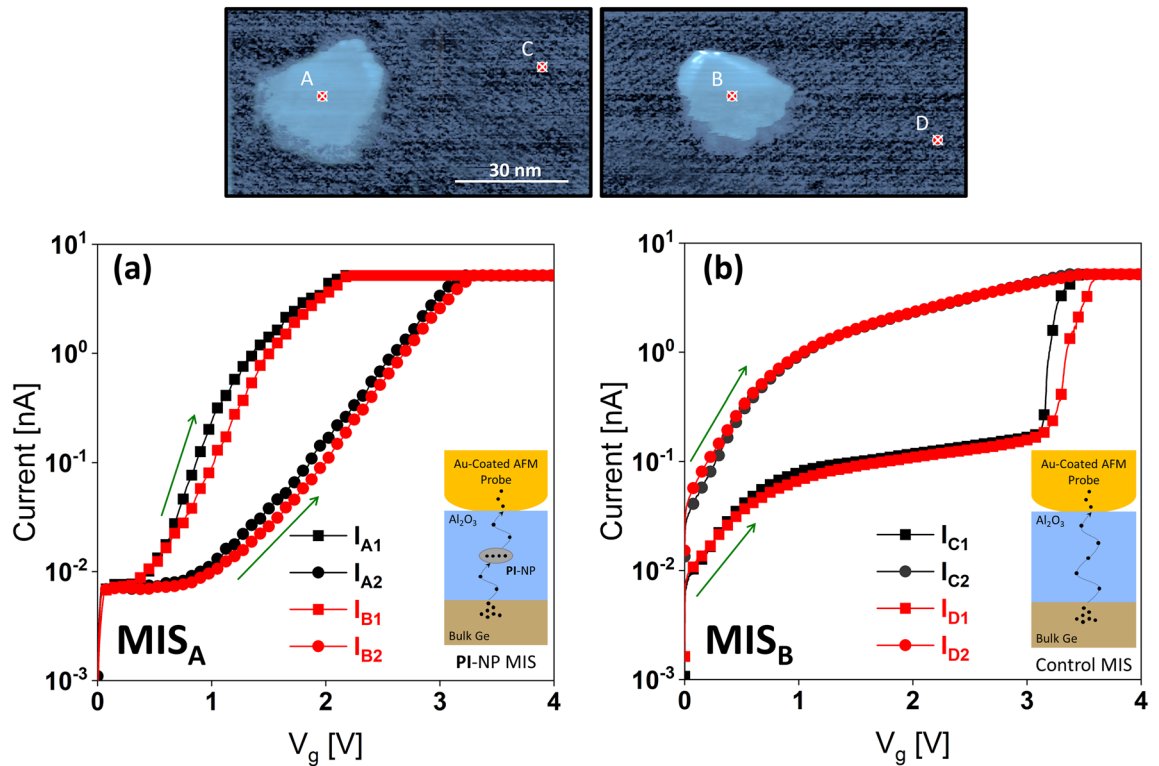 A
C
30 nm
B
D
(a)
Current [nA]
10¹
10⁰
10⁻¹
10⁻²
10⁻³
0
1
2
3
4
V_g [V]
MIS_A
I_A1
I_A2
I_B1
I_B2
Au-Coated AFM
Probe
Al₂O₃
PI-NP
Bulk Ge
PI-NP MIS
(b)
Current [nA]
10¹
10⁰
10⁻¹
10⁻²
10⁻³
0
1
2
3
4
V_g [V]
MIS_B
I_C1
I_C2
I_D1
I_D2
Au-Coated AFM
Probe
Al₂O₃
Bulk Ge
Control MIS